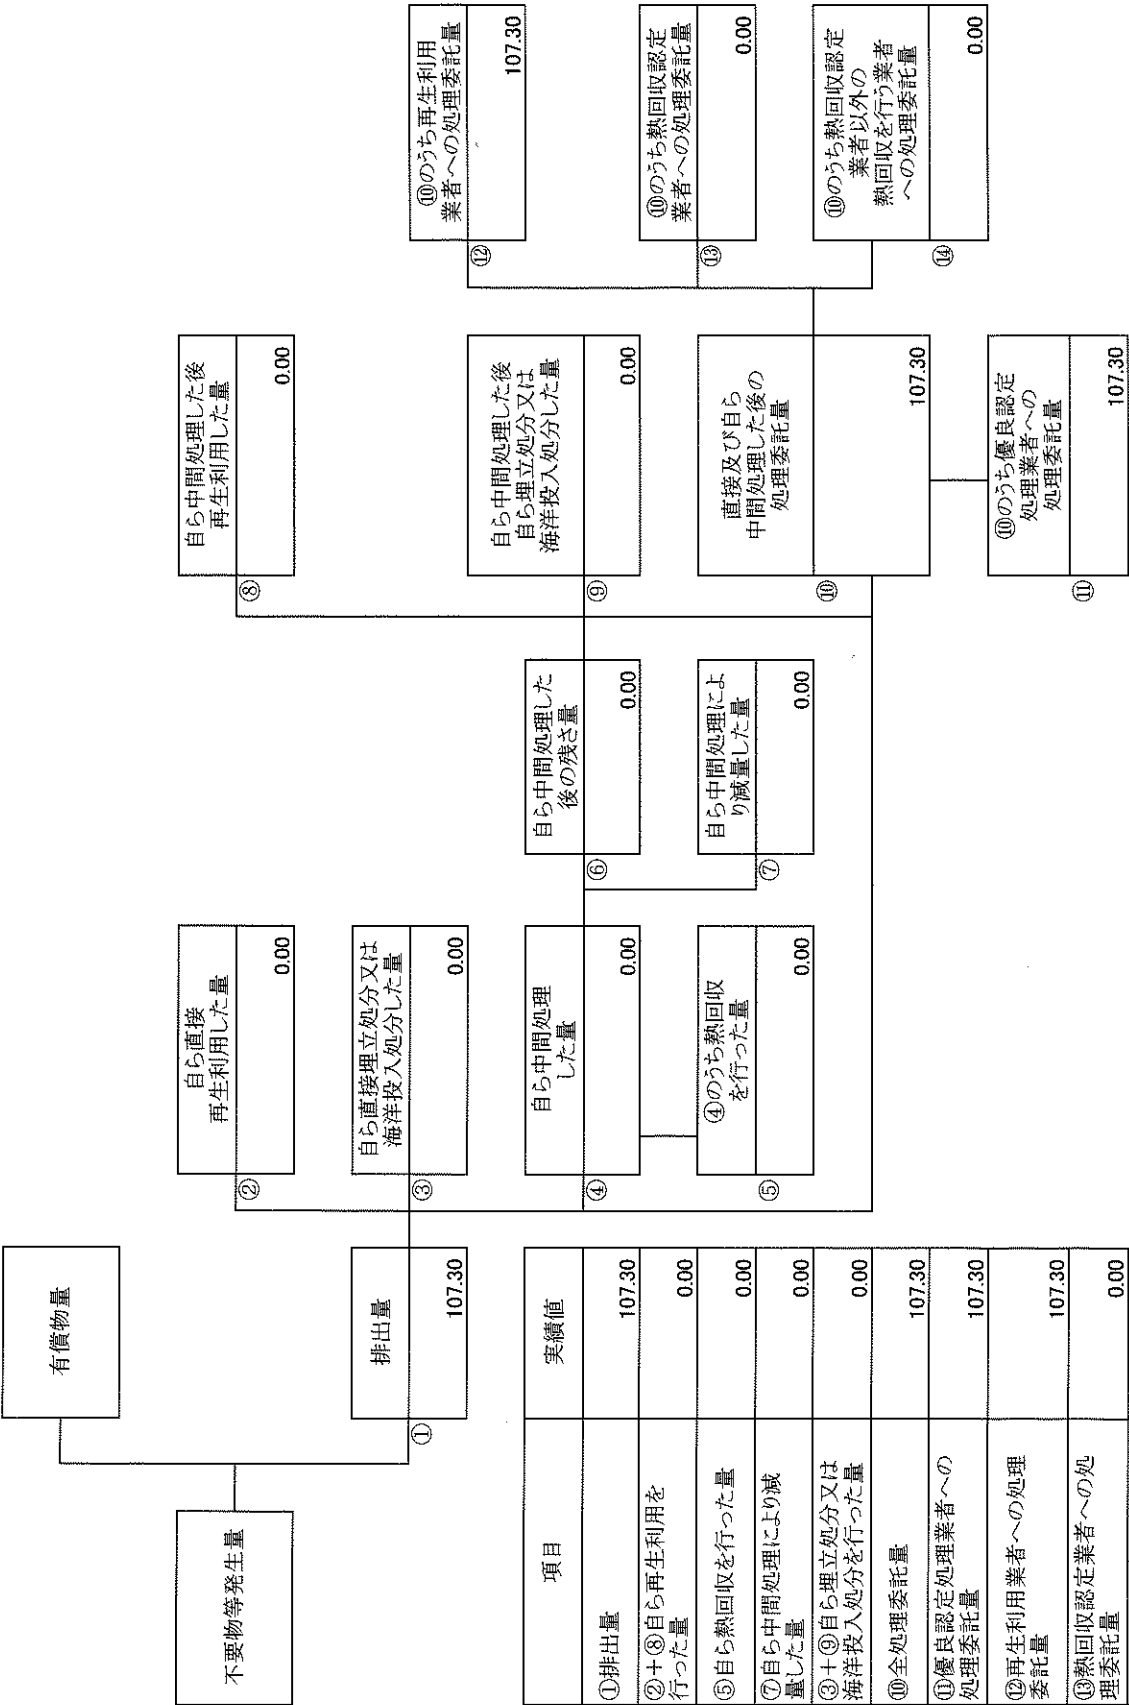 不要物等発生量
有償物量
排出量
①
107.30
自ら直接
再生利用した量
②
0.00
自ら直接埋立処分又は
海洋投入処分した量
③
0.00
自ら中間処理
した量
④
0.00
④のうち熱回収
を行った量
⑤
0.00
自ら中間処理した
後の残さ量
⑥
0.00
自ら中間処理によ
り減量した量
⑦
0.00
自ら中間処理した後
再生利用した量
⑧
0.00
自ら中間処理した後
自ら埋立処分又は
海洋投入処分した量
⑨
0.00
直接及び自ら
中間処理した後の
処理委託量
⑩
107.30
⑩のうち優良認定
処理業者への
処理委託量
⑪
107.30
⑩のうち再生利用
業者への処理委託量
⑫
107.30
⑩のうち熱回収認定
業者への処理委託量
⑬
0.00
⑩のうち熱回収認定
業者以外の
熱回収を行う業者
への処理委託量
⑭
0.00
項目 実績値
①排出量 107.30
②+⑧自ら再生利用を
行った量 0.00
⑤自ら熱回収を行った量 0.00
⑦自ら中間処理により減
量した量 0.00
③+⑨自ら埋立処分又は
海洋投入処分を行った量 0.00
⑩全処理委託量 107.30
⑪優良認定処理業者への
処理委託量 107.30
⑫再生利用業者への処理
委託量 107.30
⑬熱回収認定業者への処
理委託量 0.00